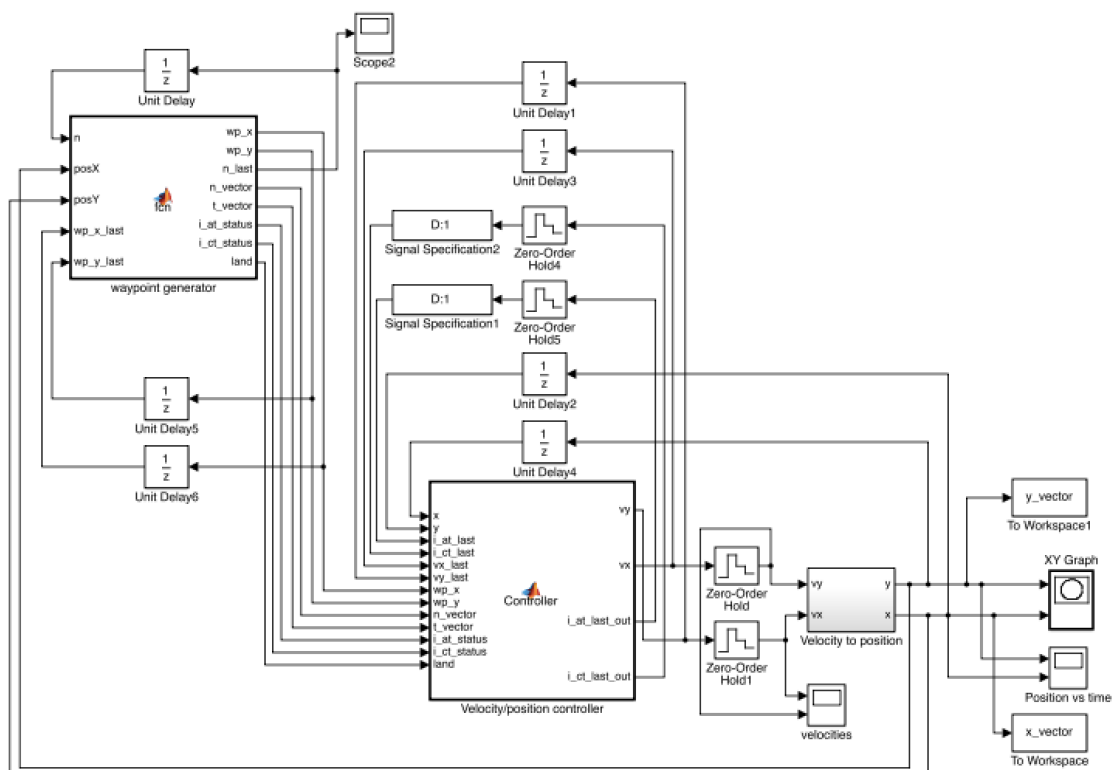 Scope2
1
z
Unit Delay
n
posX
posY
wp_x_last
wp_y_last
fcn
wp_x
wp_y
n_last
n_vector
t_vector
i_at_status
i_ct_status
land
waypoint generator
1
z
Unit Delay1
1
z
Unit Delay3
D:1
Signal Specification2
Zero-Order
Hold4
D:1
Signal Specification1
Zero-Order
Hold5
1
z
Unit Delay2
1
z
Unit Delay4
1
z
Unit Delay5
1
z
Unit Delay6
x
y
i_at_last
i_ct_last
vx_last
vy_last
wp_x
wp_y
n_vector
t_vector
i_at_status
i_ct_status
land
Controller
vy
vx
i_at_last_out
i_ct_last_out
Velocity/position controller
Zero-Order
Hold
Zero-Order
Hold1
vy
vx
y
x
Velocity to position
velocities
y_vector
To Workspace1
XY Graph
Position vs time
x_vector
To Workspace